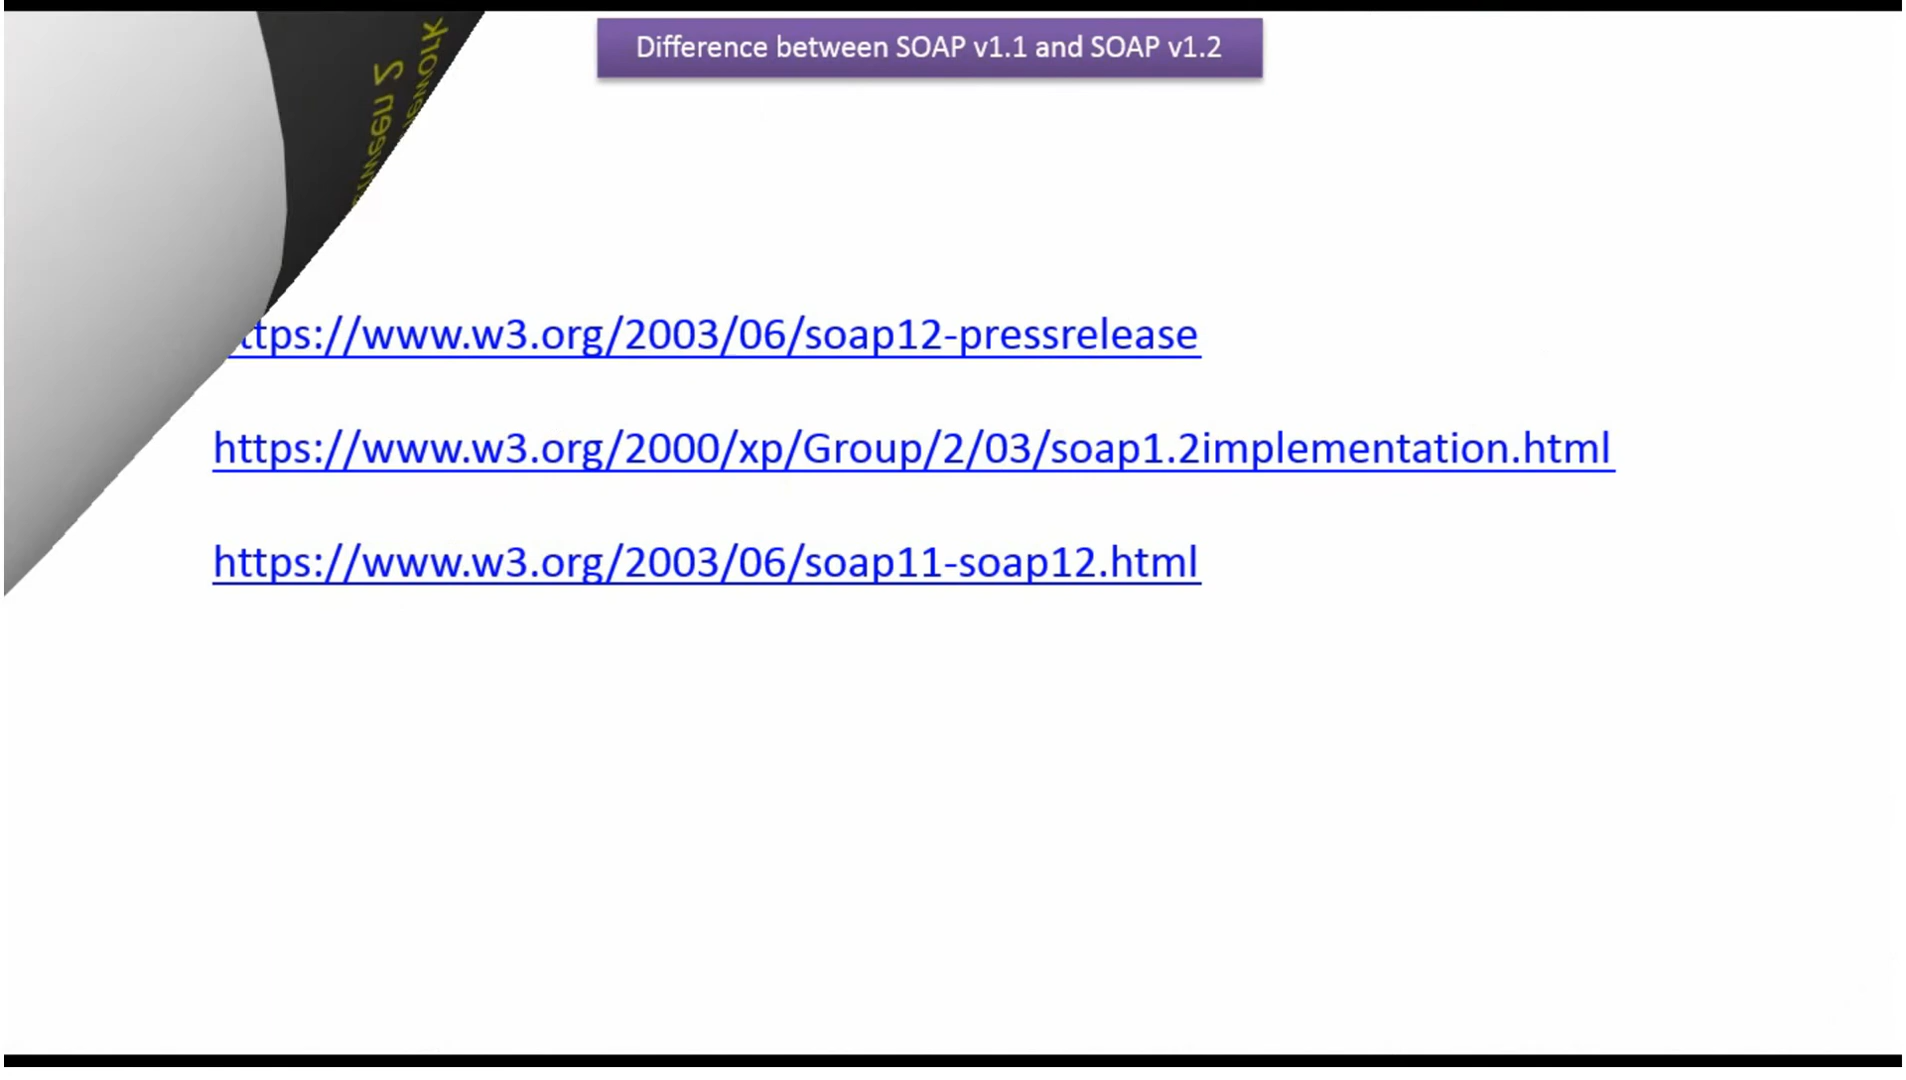 Difference between SOAP v1.1 and SOAP v1.2
tps://www.w3.org/2003/06/soap12-pressrelease
https://www.w3.org/2000/xp/Group/2/03/soap1.2implementation.html
https://www.w3.org/2003/06/soap11-soap12.html